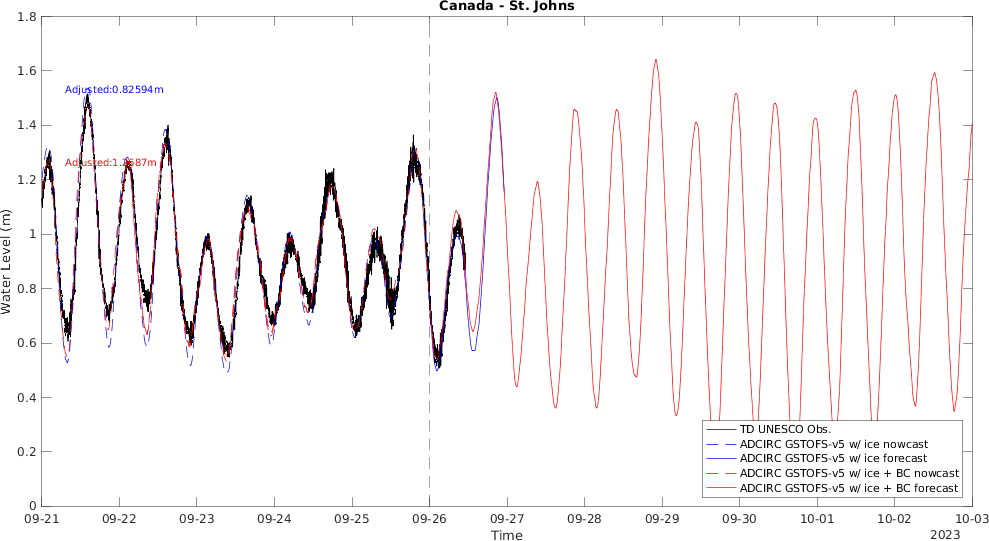 Canada - St. Johns
1.8
1.6
1.4
1.2
1
0.8
0.6
0.4
0.2
0
Water Level (m)
Adjusted:0.82594m
TD UNESCO Obs.
ADCIRC GSTOFS-v5 w/ ice nowcast
ADCIRC GSTOFS-v5 w/ ice forecast
ADCIRC GSTOFS-v5 w/ ice + BC nowcast
ADCIRC GSTOFS-v5 w/ ice + BC forecast
09-21 09-22 09-23 09-24 09-25 09-26 09-27 09-28 09-29 09-30 10-01 10-02 10-03
Time
2023